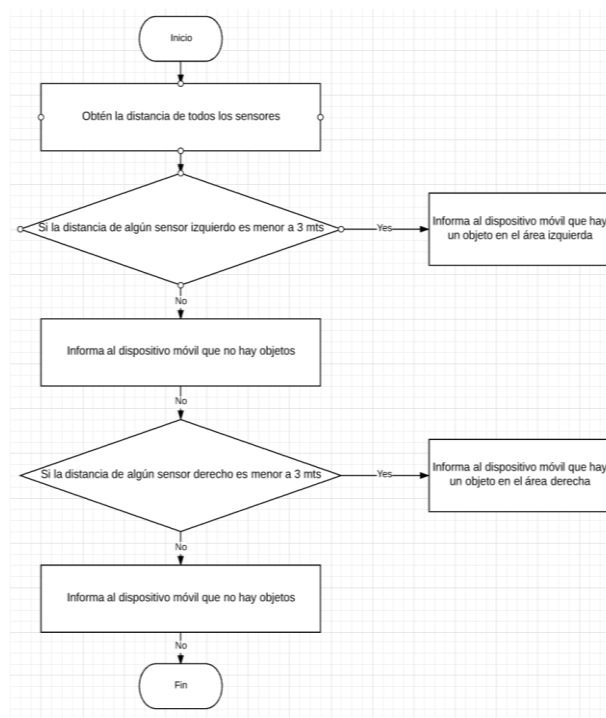 Inicio
Obtén la distancia de todos los sensores
Si la distancia de algún sensor izquierdo es menor a 3 mts
Yes
Informa al dispositivo móvil que hay
un objeto en el área izquierda
No
Informa al dispositivo móvil que no hay objetos
No
Si la distancia de algún sensor derecho es menor a 3 mts
Yes
Informa al dispositivo móvil que hay
un objeto en el área derecha
No
Informa al dispositivo móvil que no hay objetos
No
Fin